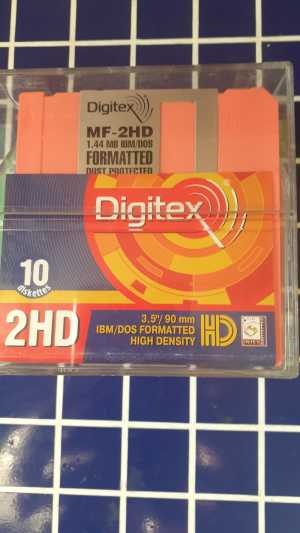 Digitex
MF-2HD
1.44 MB IBM/DOS
FORMATTED
DUST PROTECTED
Digitex
10
diskettes
2HD
3.5"/ 90 mm
IBM/DOS FORMATTED
HIGH DENSITY
HD